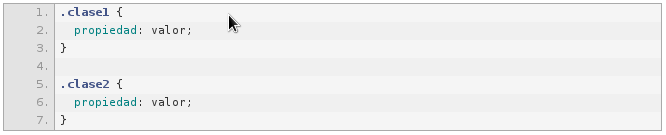 1. .clase1 {
2.   propiedad: valor;
3. }
4.
5. .clase2 {
6.   propiedad: valor;
7. }